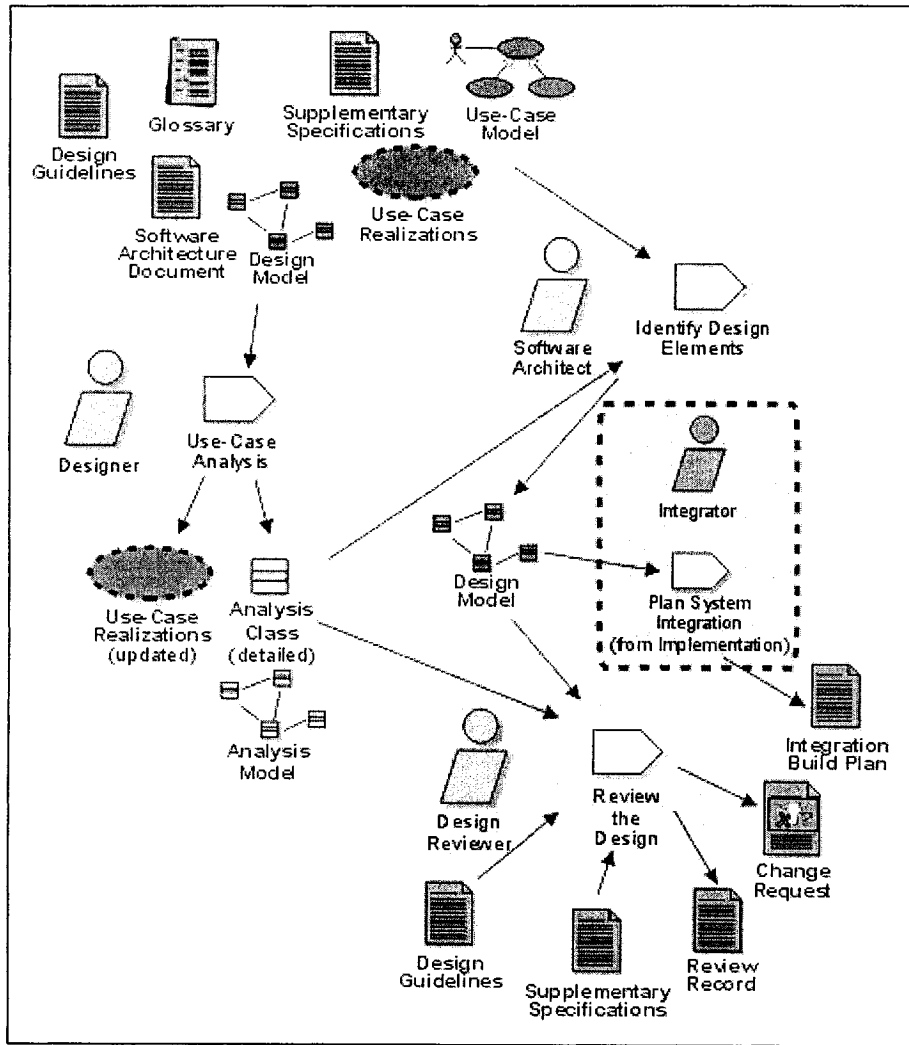 Glossary
Design
Guidelines
Supplementary
Specifications
Use-Case
Model
Software
Architecture
Document
Design
Model
Use-Case
Realizations
Software
Architect
Identify Design
Elements
Designer
Use-Case
Analysis
Integrator
Use-Case
Realizations
(updated)
Analysis
Class
(detailed)
Design
Model
Plan System
Integration
(from Implementation)
Analysis
Model
Integration
Build Plan
Design
Reviewer
Review
the
Design
Change
Request
Design
Guidelines
Supplementary
Specifications
Review
Record